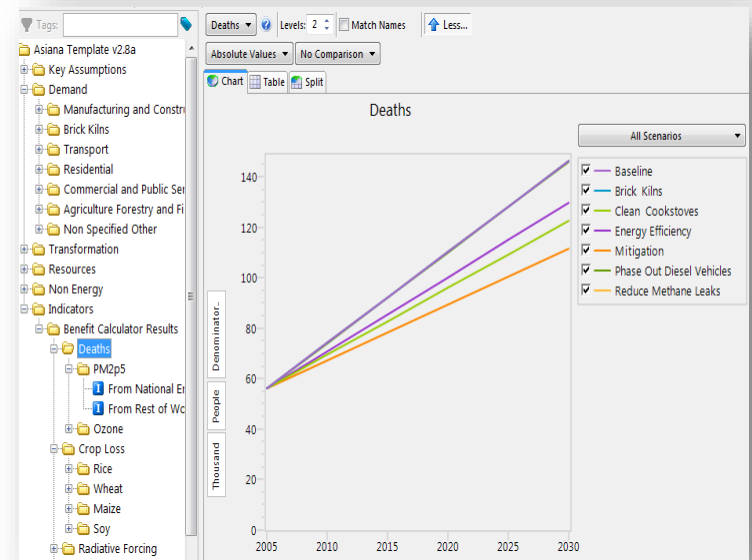 Tags:
Asiana Template v2.8a
Key Assumptions
Demand
Manufacturing and Constru
Brick Kilns
Transport
Residential
Commercial and Public Ser
Agriculture Forestry and Fi
Non Specified Other
Transformation
Resources
Non Energy
Indicators
Benefit Calculator Results
Deaths
PM2p5
From National En
From Rest of Wo
Ozone
Crop Loss
Rice
Wheat
Maize
Soy
Radiative Forcing
Deaths Levels: 2 Match Names Less...
Absolute Values No Comparison
Chart Table Split
Deaths
All Scenarios
Baseline
Brick Kilns
Clean Cookstoves
Energy Efficiency
Mitigation
Phase Out Diesel Vehicles
Reduce Methane Leaks
Denominator..
People
Thousand
140
120
100
80
60
40
20
0
2005 2010 2015 2020 2025 2030